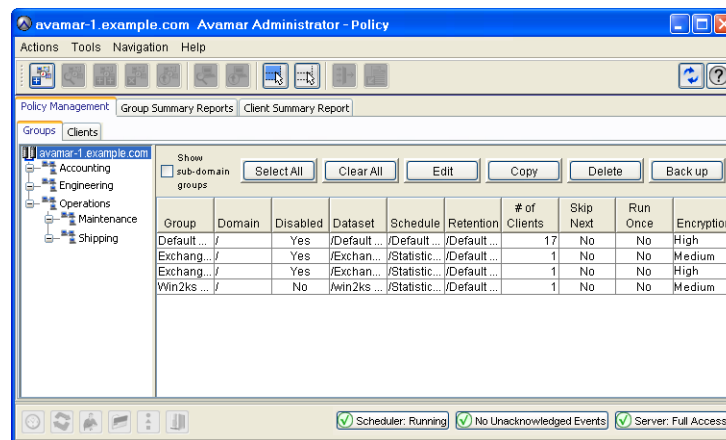 avamar-1.example.com Avamar Administrator - Policy
Actions Tools Navigation Help
Policy Management Group Summary Reports Client Summary Report
Groups Clients
avamar-1.example.com
Accounting
Engineering
Operations
Maintenance
Shipping
Show sub-domain groups
Select All Clear All Edit Copy Delete Back up
Group Domain Disabled Dataset Schedule Retention # of Clients Skip Next Run Once Encryptio
Default ... / Yes /Default ... /Default ... /Default ... 17 No No High
Exchang... / Yes /Exchan... /Statistic... /Default ... 1 No No Medium
Exchang... / Yes /Exchan... /Statistic... /Default ... 1 No No High
Win2ks ... / No /win2ks ... /Statistic... /Default ... 1 No No Medium
Scheduler: Running No Unacknowledged Events Server: Full Access